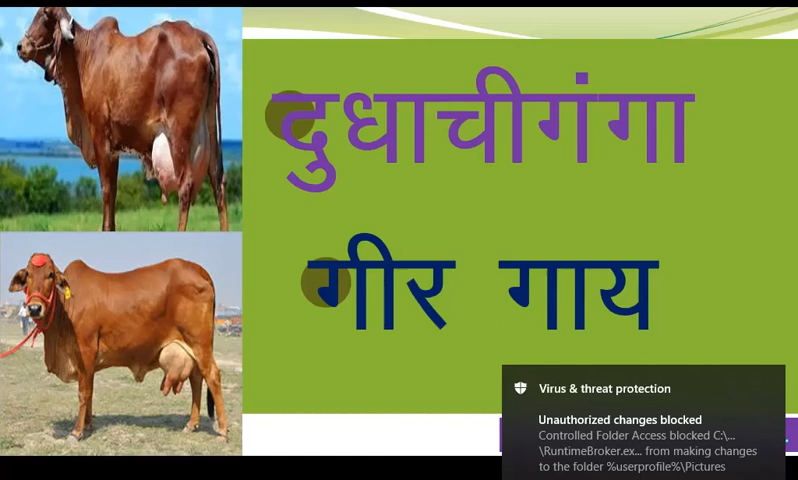 दुधाचीगंगा
गीर गाय
Virus & threat protection
Unauthorized changes blocked
Controlled Folder Access blocked C:\...
\RuntimeBroker.ex... from making changes
to the folder %userprofile%\Pictures